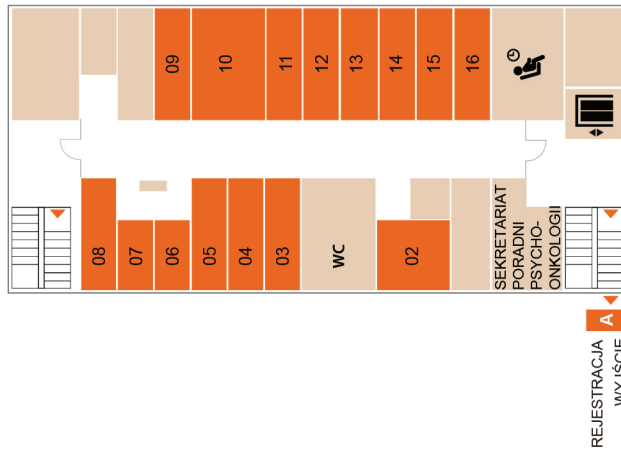 09
10
11
12
13
14
15
16
08
07
06
05
04
03
WC
02
SEKRETARIAT
PORADNI
PSYCHO-
ONKOLOGII
A
REJESTRACJA
WYJŚCIE